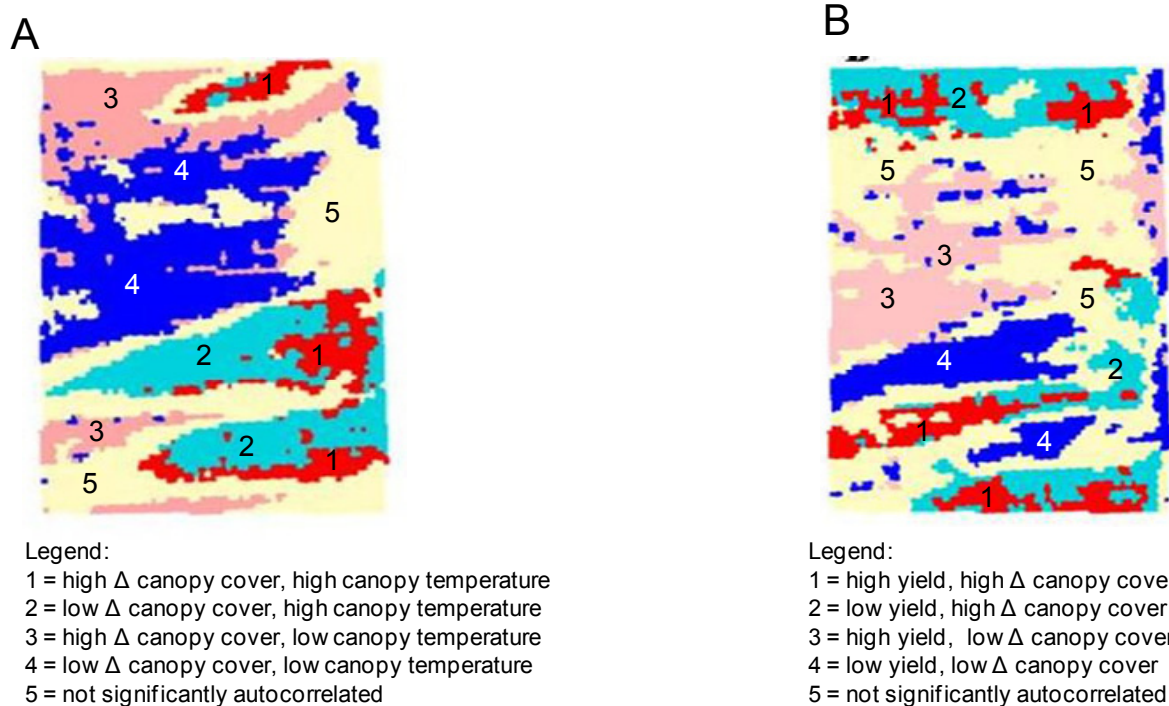 A
3
1
4
5
4
2
1
3
2
1
5
Legend:
1 = high Δ canopy cover, high canopy temperature
2 = low Δ canopy cover, high canopy temperature
3 = high Δ canopy cover, low canopy temperature
4 = low Δ canopy cover, low canopy temperature
5 = not significantly autocorrelated
B
1
2
1
5
5
3
3
5
4
2
1
4
1
Legend:
1 = high yield, high Δ canopy cove
2 = low yield, high Δ canopy cover
3 = high yield, low Δ canopy cover
4 = low yield, low Δ canopy cover
5 = not significantly autocorrelated